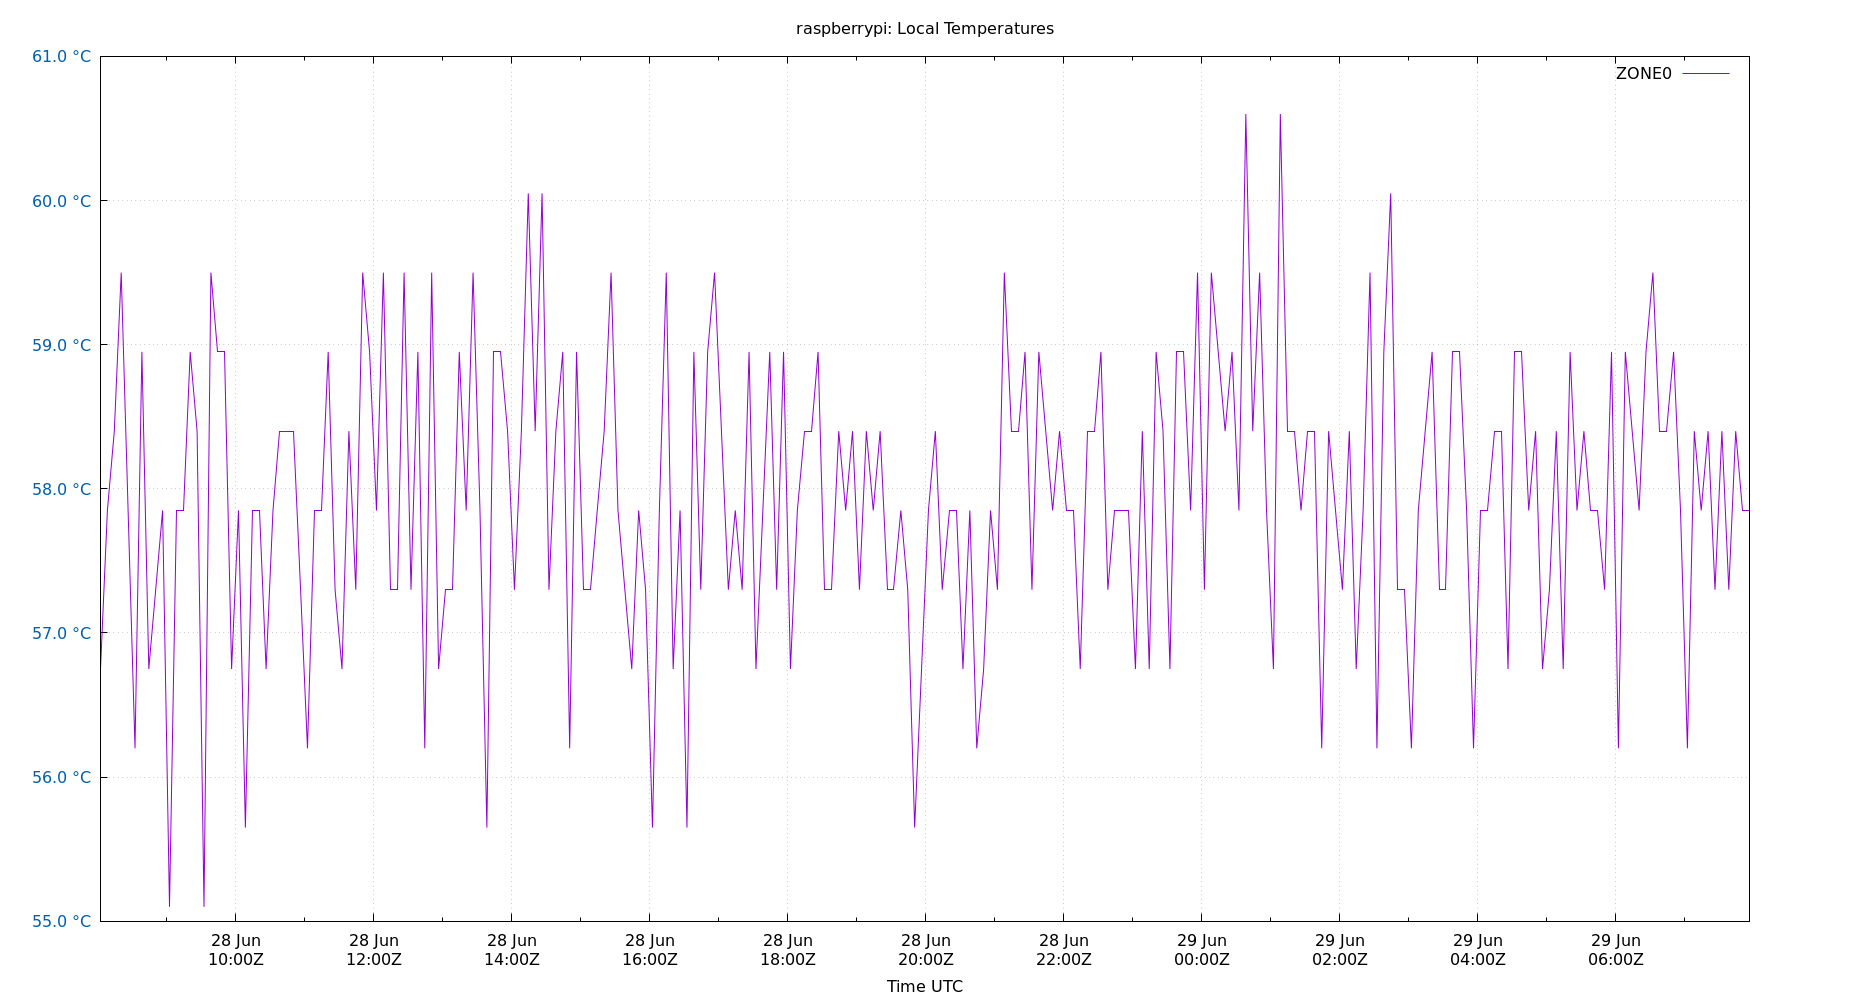 raspberrypi: Local Temperatures
61.0 °C
ZONE0
60.0 °C
59.0 °C
58.0 °C
57.0 °C
56.0 °C
55.0 °C
28 Jun 28 Jun 28 Jun 28 Jun 28 Jun 28 Jun 28 Jun 29 Jun 29 Jun 29 Jun 29 Jun
10:00Z 12:00Z 14:00Z 16:00Z 18:00Z 20:00Z 22:00Z 00:00Z 02:00Z 04:00Z 06:00Z
Time UTC